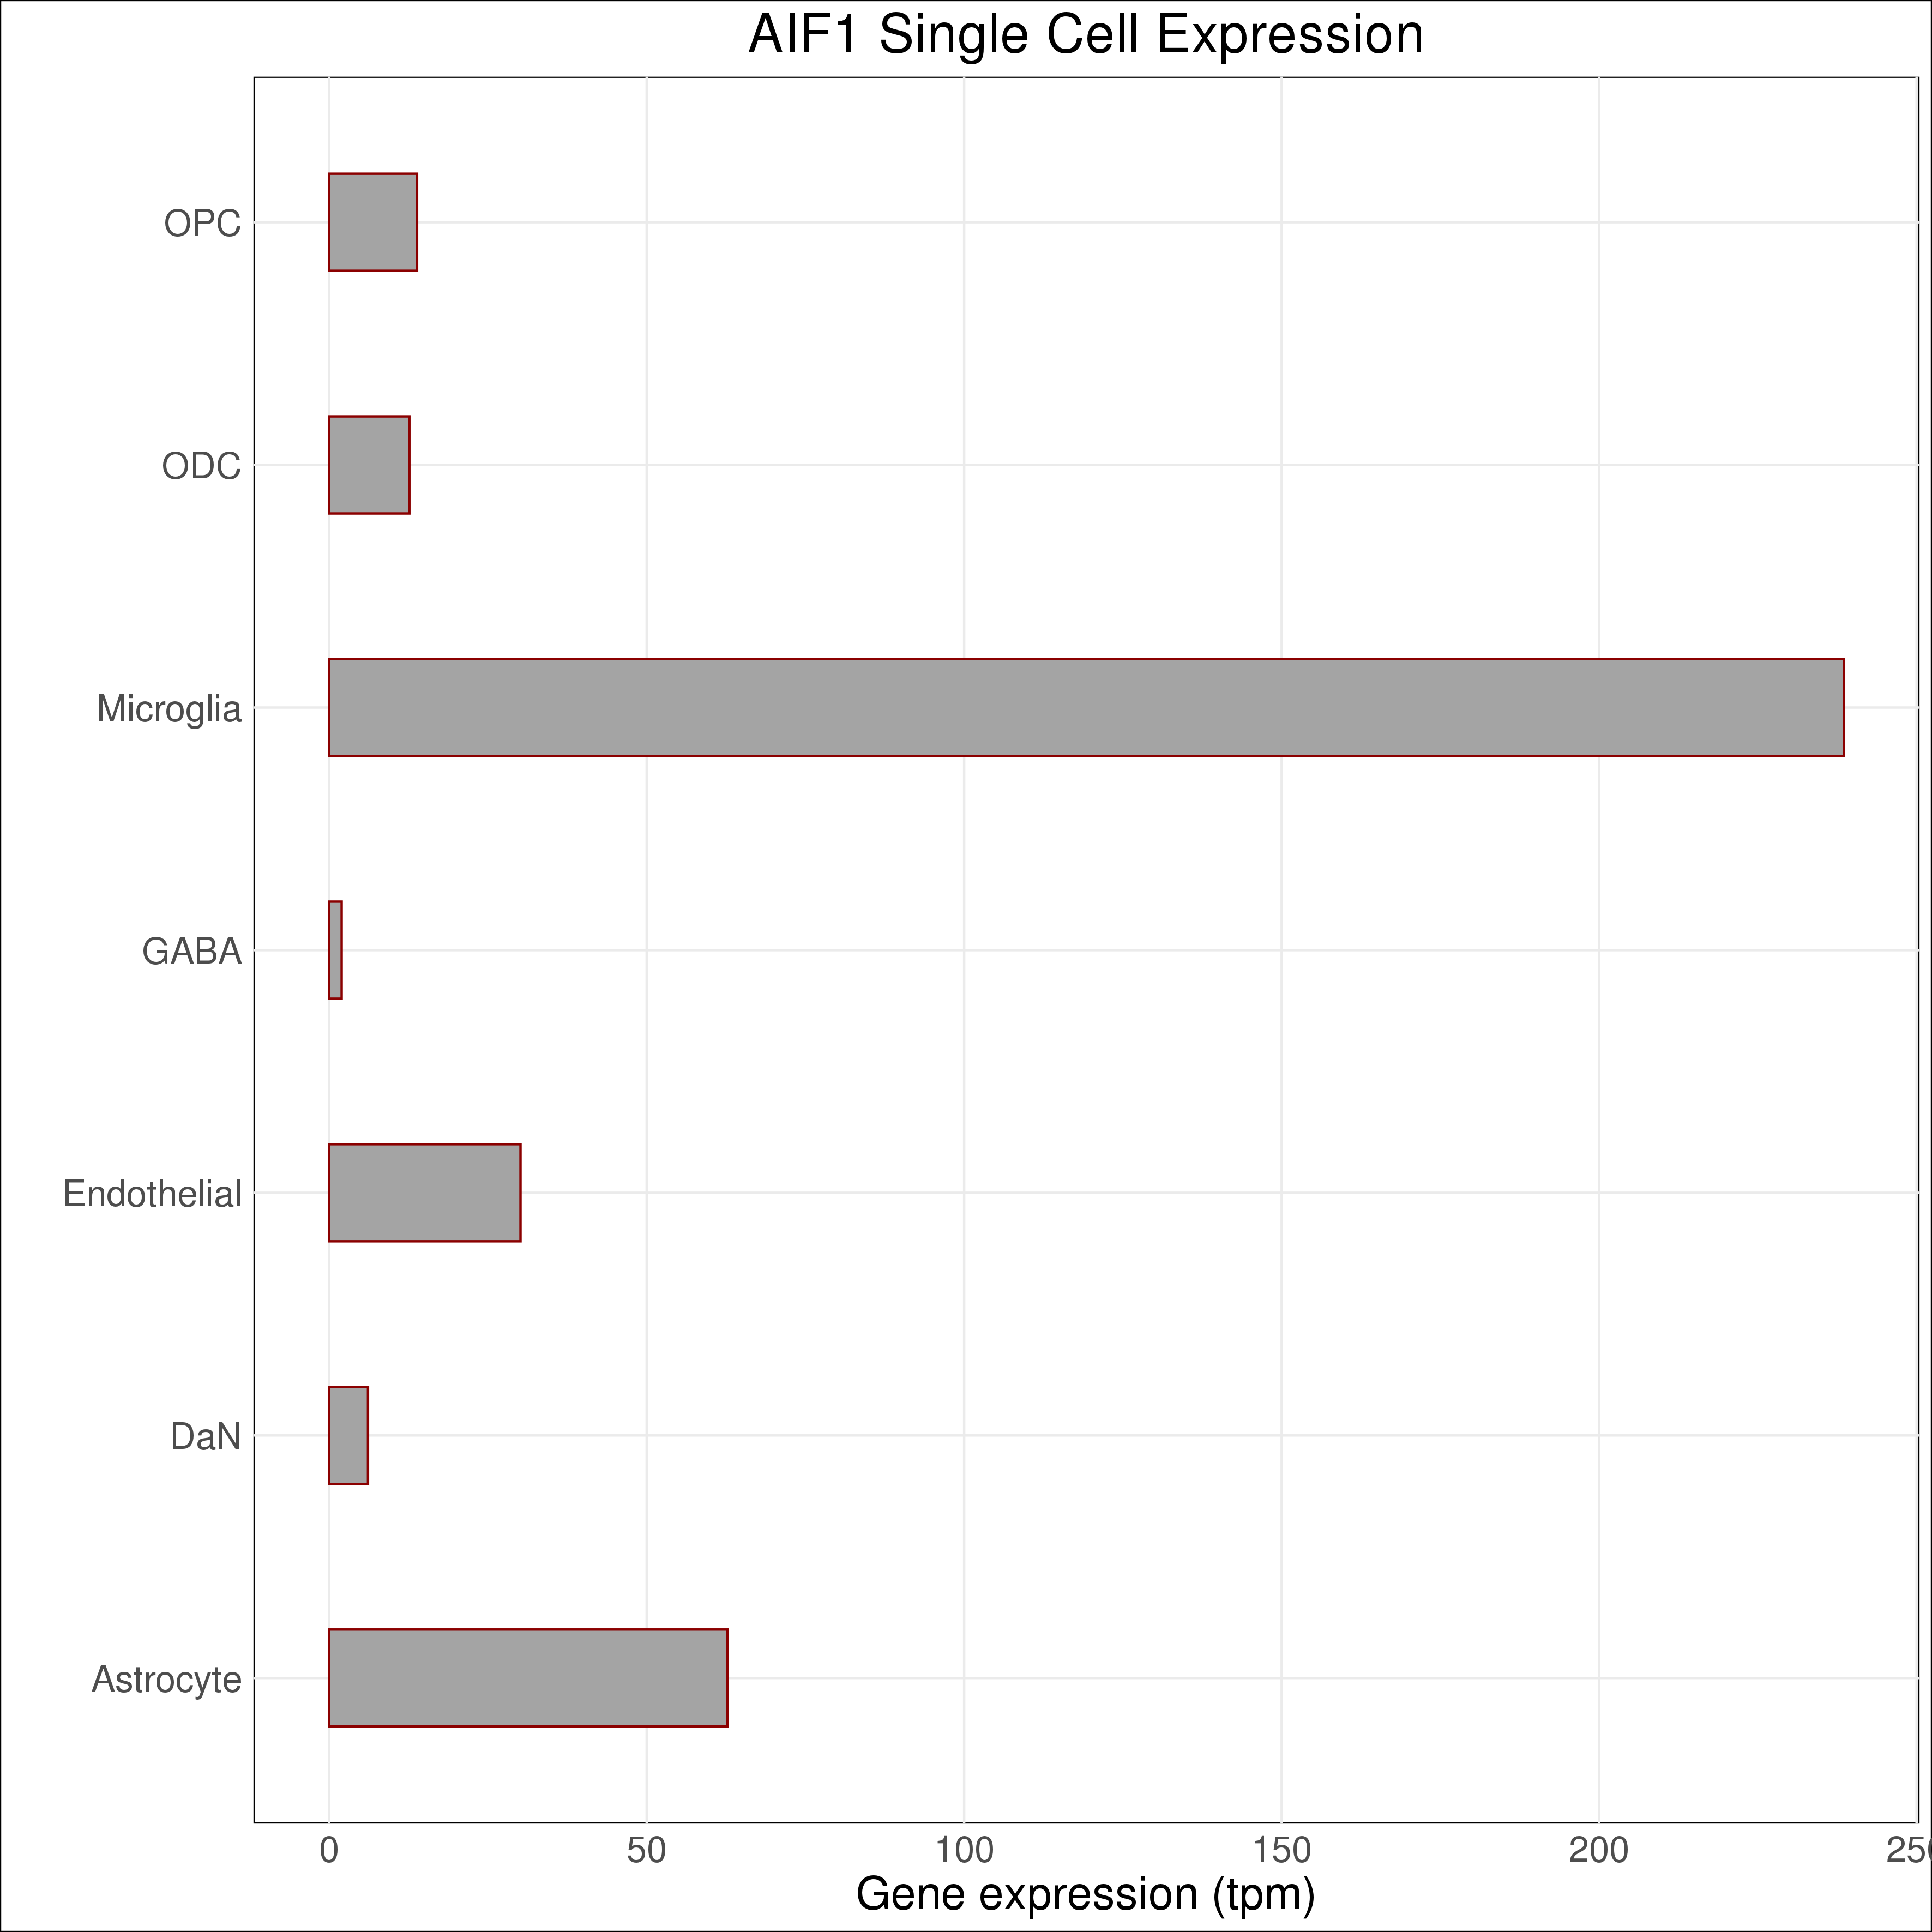 AIF1 Single Cell Expression
OPC
ODC
Microglia
GABA
Endothelial
DaN
Astrocyte
0 50 100 150 200 250
Gene expression (tpm)